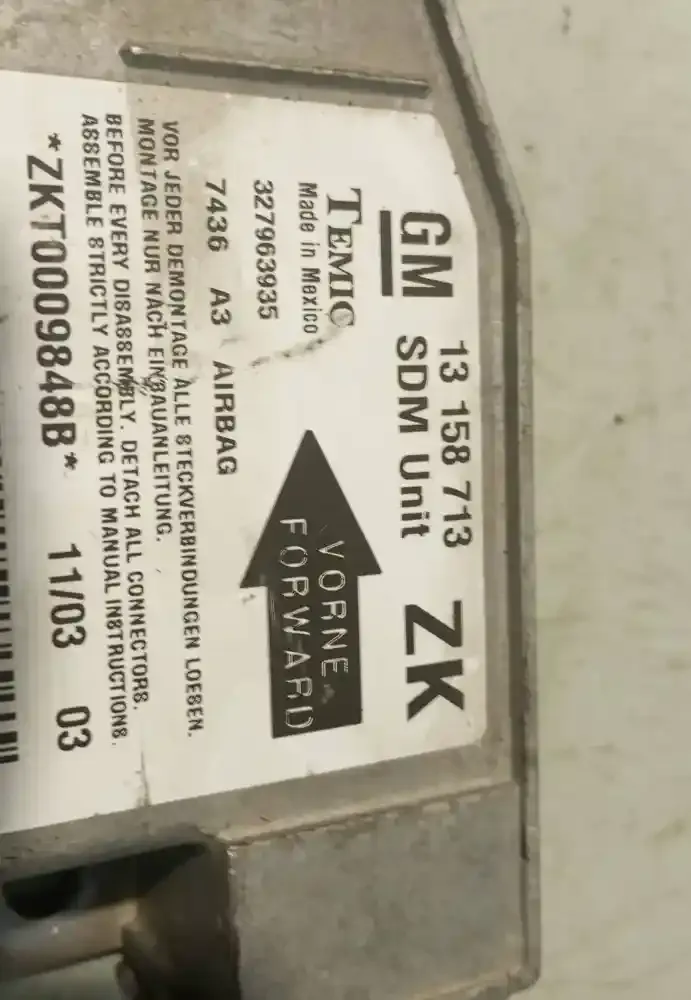 GM 13 158 713 ZK
SDM Unit
TEMIC
Made in Mexico
VORNE
FORWARD
327963935
7436 A3 AIRBAG
VOR JEDER DEMONTAGE ALLE STECKVERBINDUNGEN LOESEN.
MONTAGE NUR NACH EINBAUANLEITUNG.
BEFORE EVERY DISASSEMBLY. DETACH ALL CONNECTORS.
ASSEMBLE STRICTLY ACCORDING TO MANUAL INSTRUCTIONS.
*ZKT0009848B* 11/03 03